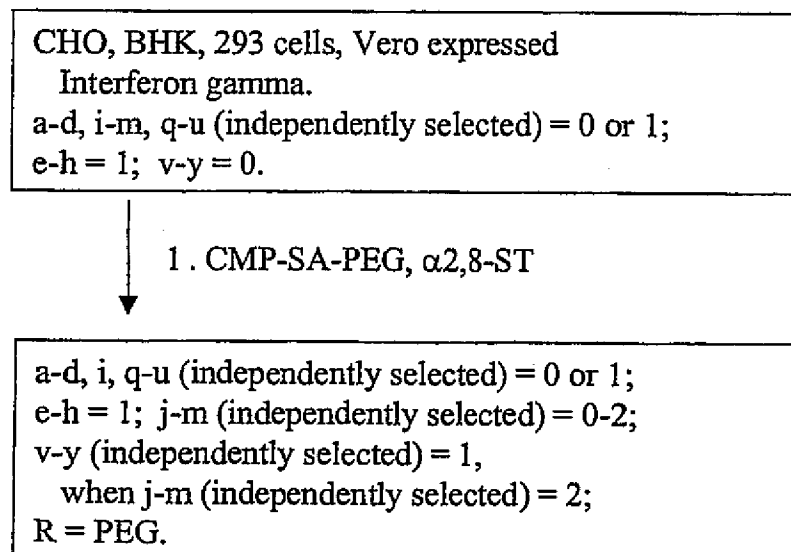 CHO, BHK, 293 cells, Vero expressed
Interferon gamma.
a-d, i-m, q-u (independently selected) = 0 or 1;
e-h = 1; v-y = 0.
1 . CMP-SA-PEG, α2,8-ST
a-d, i, q-u (independently selected) = 0 or 1;
e-h = 1; j-m (independently selected) = 0-2;
v-y (independently selected) = 1,
when j-m (independently selected) = 2;
R = PEG.